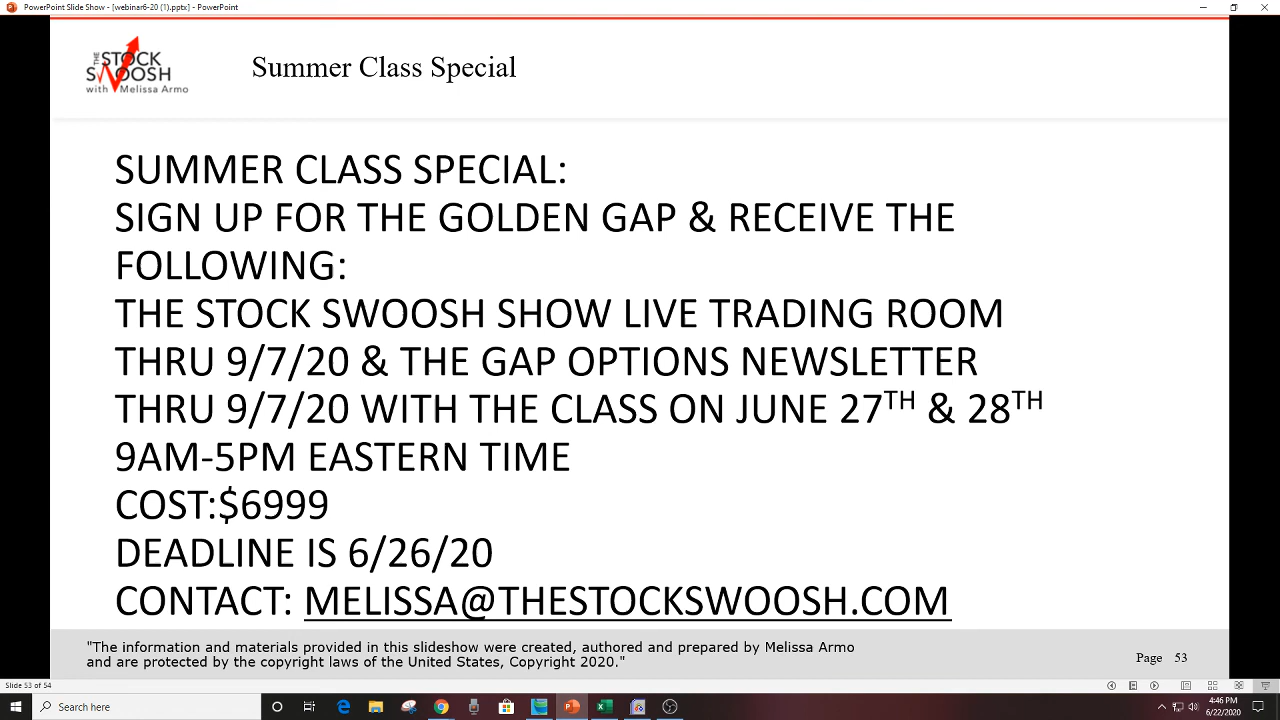 PowerPoint Slide Show - [webinar6-20 (1).pptx] - PowerPoint
THE STOCK
SWOOSH
with Melissa Armo
Summer Class Special
SUMMER CLASS SPECIAL:
SIGN UP FOR THE GOLDEN GAP & RECEIVE THE
FOLLOWING:
THE STOCK SWOOSH SHOW LIVE TRADING ROOM
THRU 9/7/20 & THE GAP OPTIONS NEWSLETTER
THRU 9/7/20 WITH THE CLASS ON JUNE 27TH & 28TH
9AM-5PM EASTERN TIME
COST:$6999
DEADLINE IS 6/26/20
CONTACT: MELISSA@THESTOCKSWOOSH.COM
"The information and materials provided in this slideshow were created, authored and prepared by Melissa Armo
and are protected by the copyright laws of the United States, Copyright 2020."
Page 53
Slide 53 of 54
Search here
4:46 PM
6/22/2020